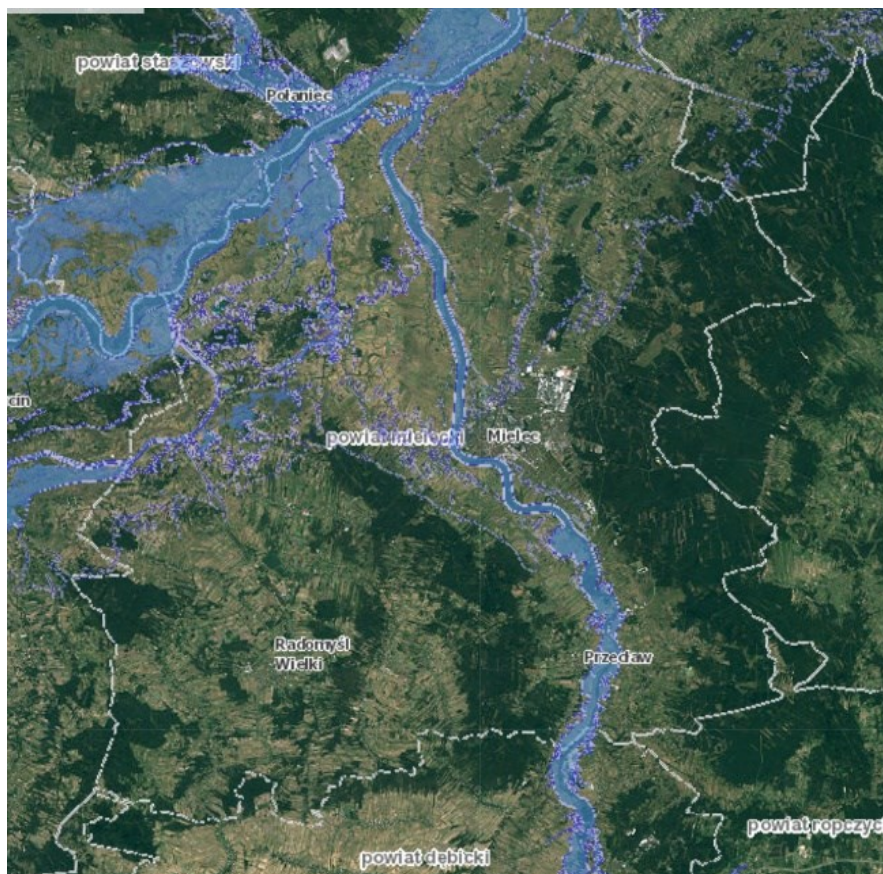 powiat staszowski
Połaniec
cin
powiat mielecki
Mielec
Radomyśl
Wielki
Przecław
powiat ropczyc
powiat dębicki